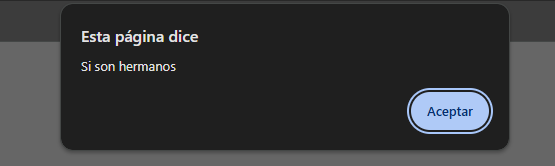 Esta página dice
Si son hermanos
Aceptar